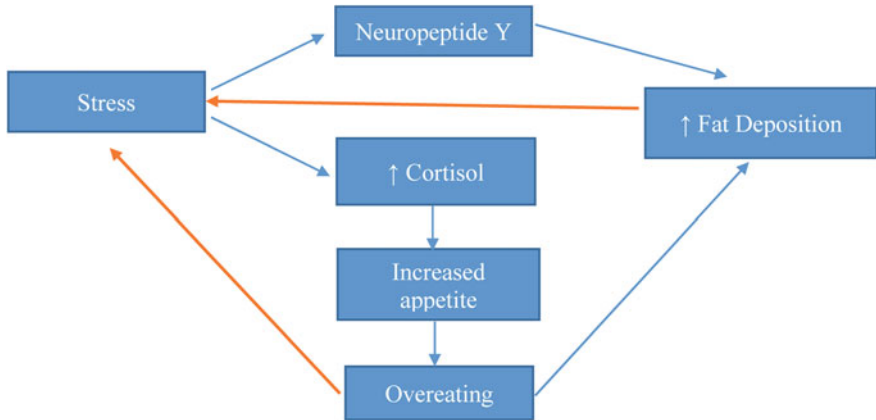 Neuropeptide Y
Stress
↑ Fat Deposition
↑ Cortisol
Increased
appetite
Overeating